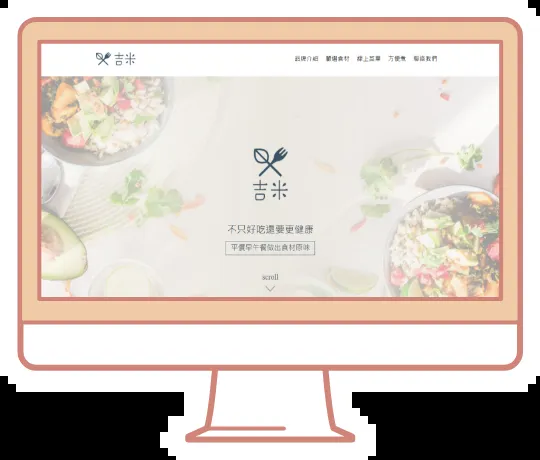 吉米
品牌介紹 嚴選食材 線上菜單 方便煮 聯絡我們
吉米
不只好吃還要更健康
平價早午餐做出食材原味
scroll